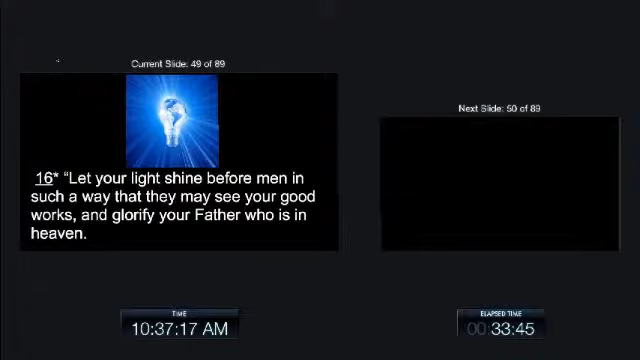 Current Slide: 49 of 89
Next Slide: 50 of 89
16* “Let your light shine before men in
such a way that they may see your good
works, and glorify your Father who is in
heaven.
TIME
10:37:17 AM
ELAPSED TIME
00:33:45